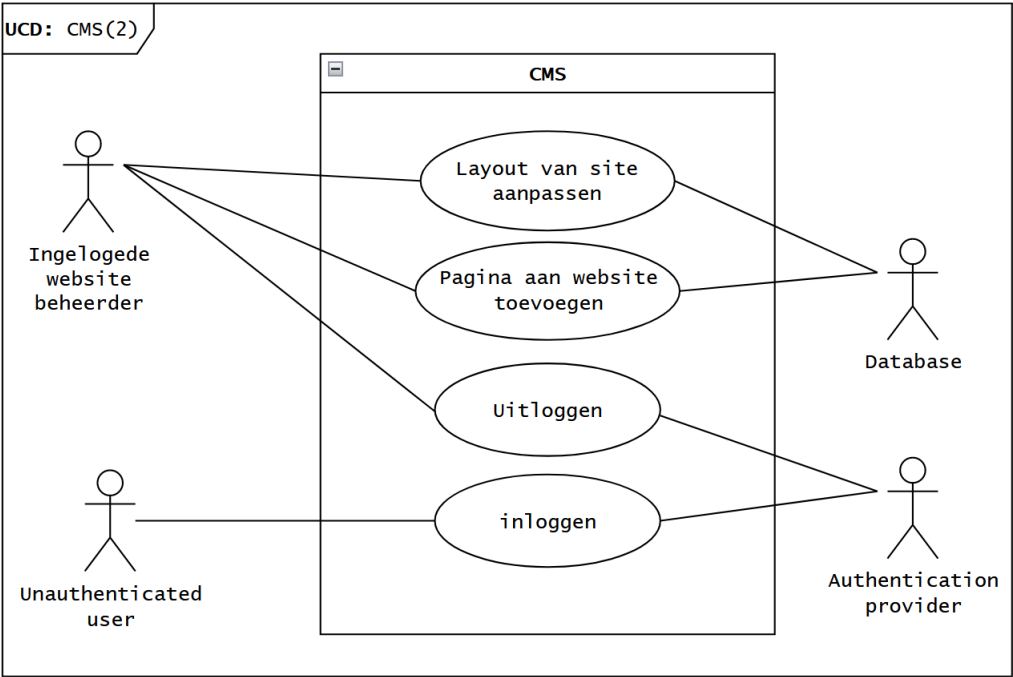 UCD: CMS(2)
CMS
Layout van site
aanpassen
Ingelogede
website
beheerder
Pagina aan website
toevoegen
Database
Uitloggen
inloggen
Unauthenticated
user
Authentication
provider